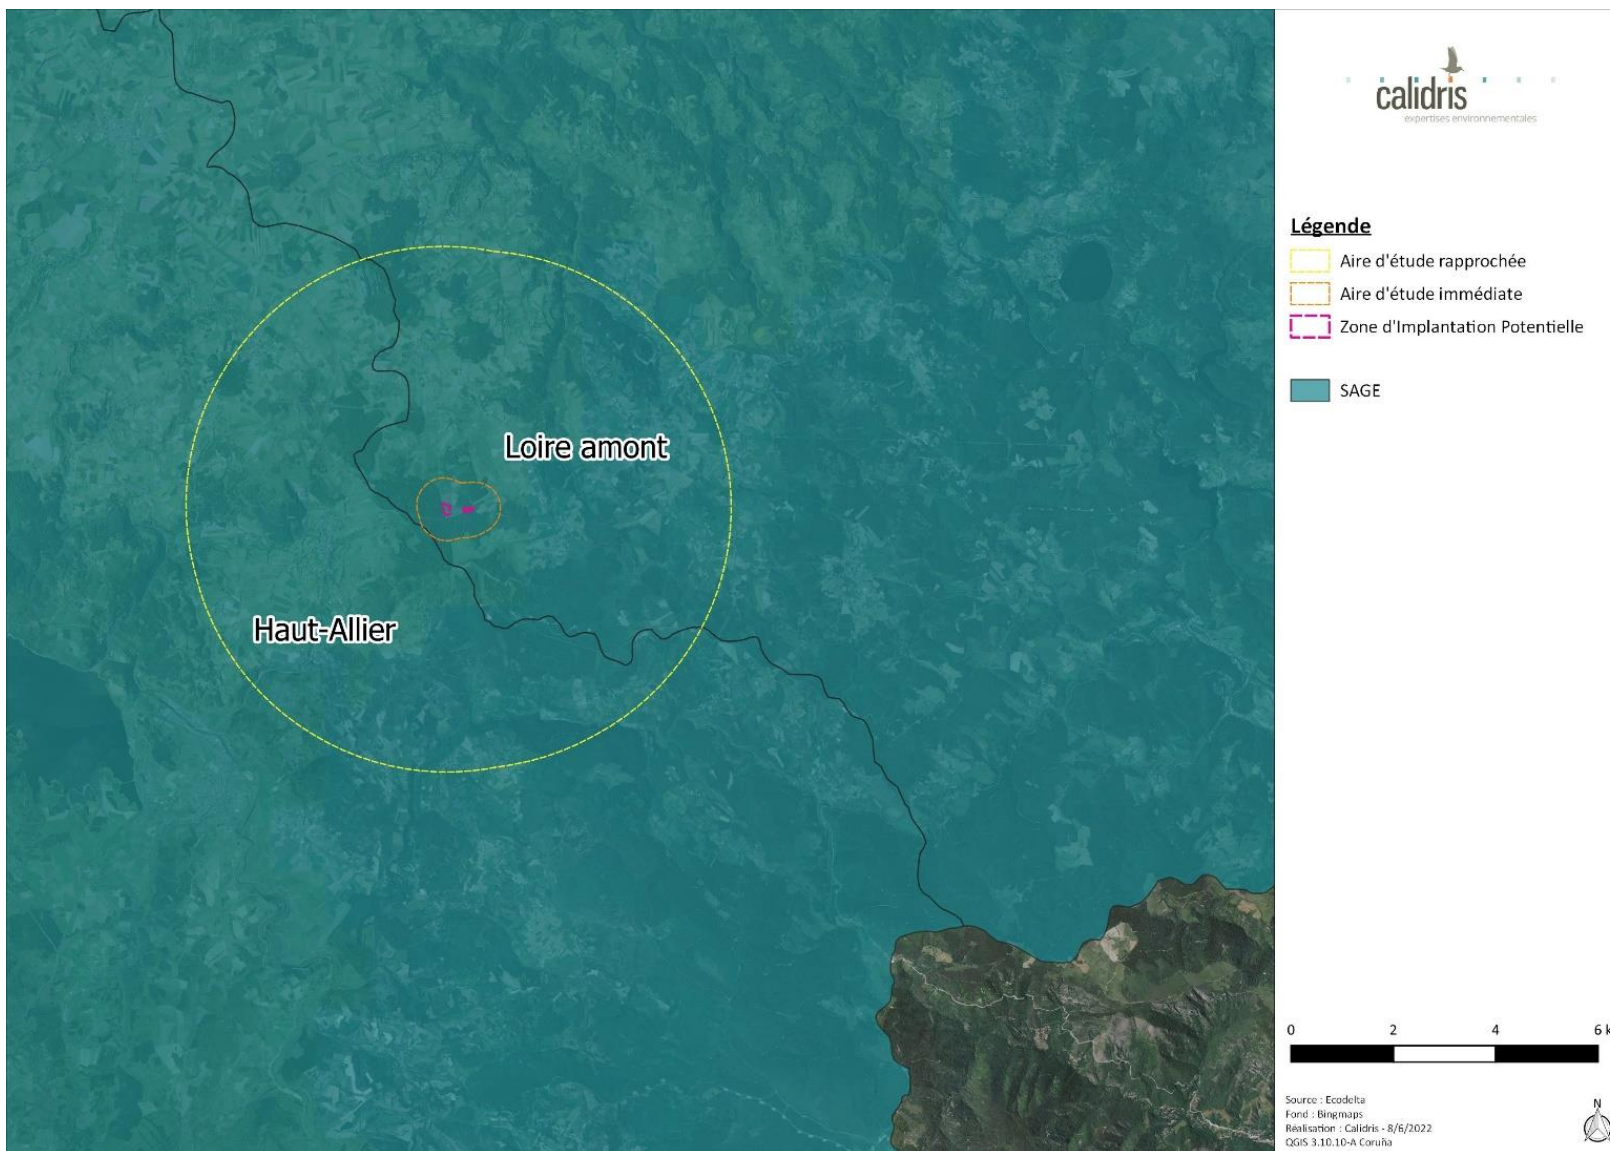 Loire amont
Haut-Allier
calidris
expertises environnementales
Légende
Aire d'étude rapprochée
Aire d'étude immédiate
Zone d'Implantation Potentielle
SAGE
0 2 4 6 k
Source : Ecodelta
Fond : Bingmaps
Réalisation : Calidris - 8/6/2022
QGIS 3.10.10-A Coruña
N